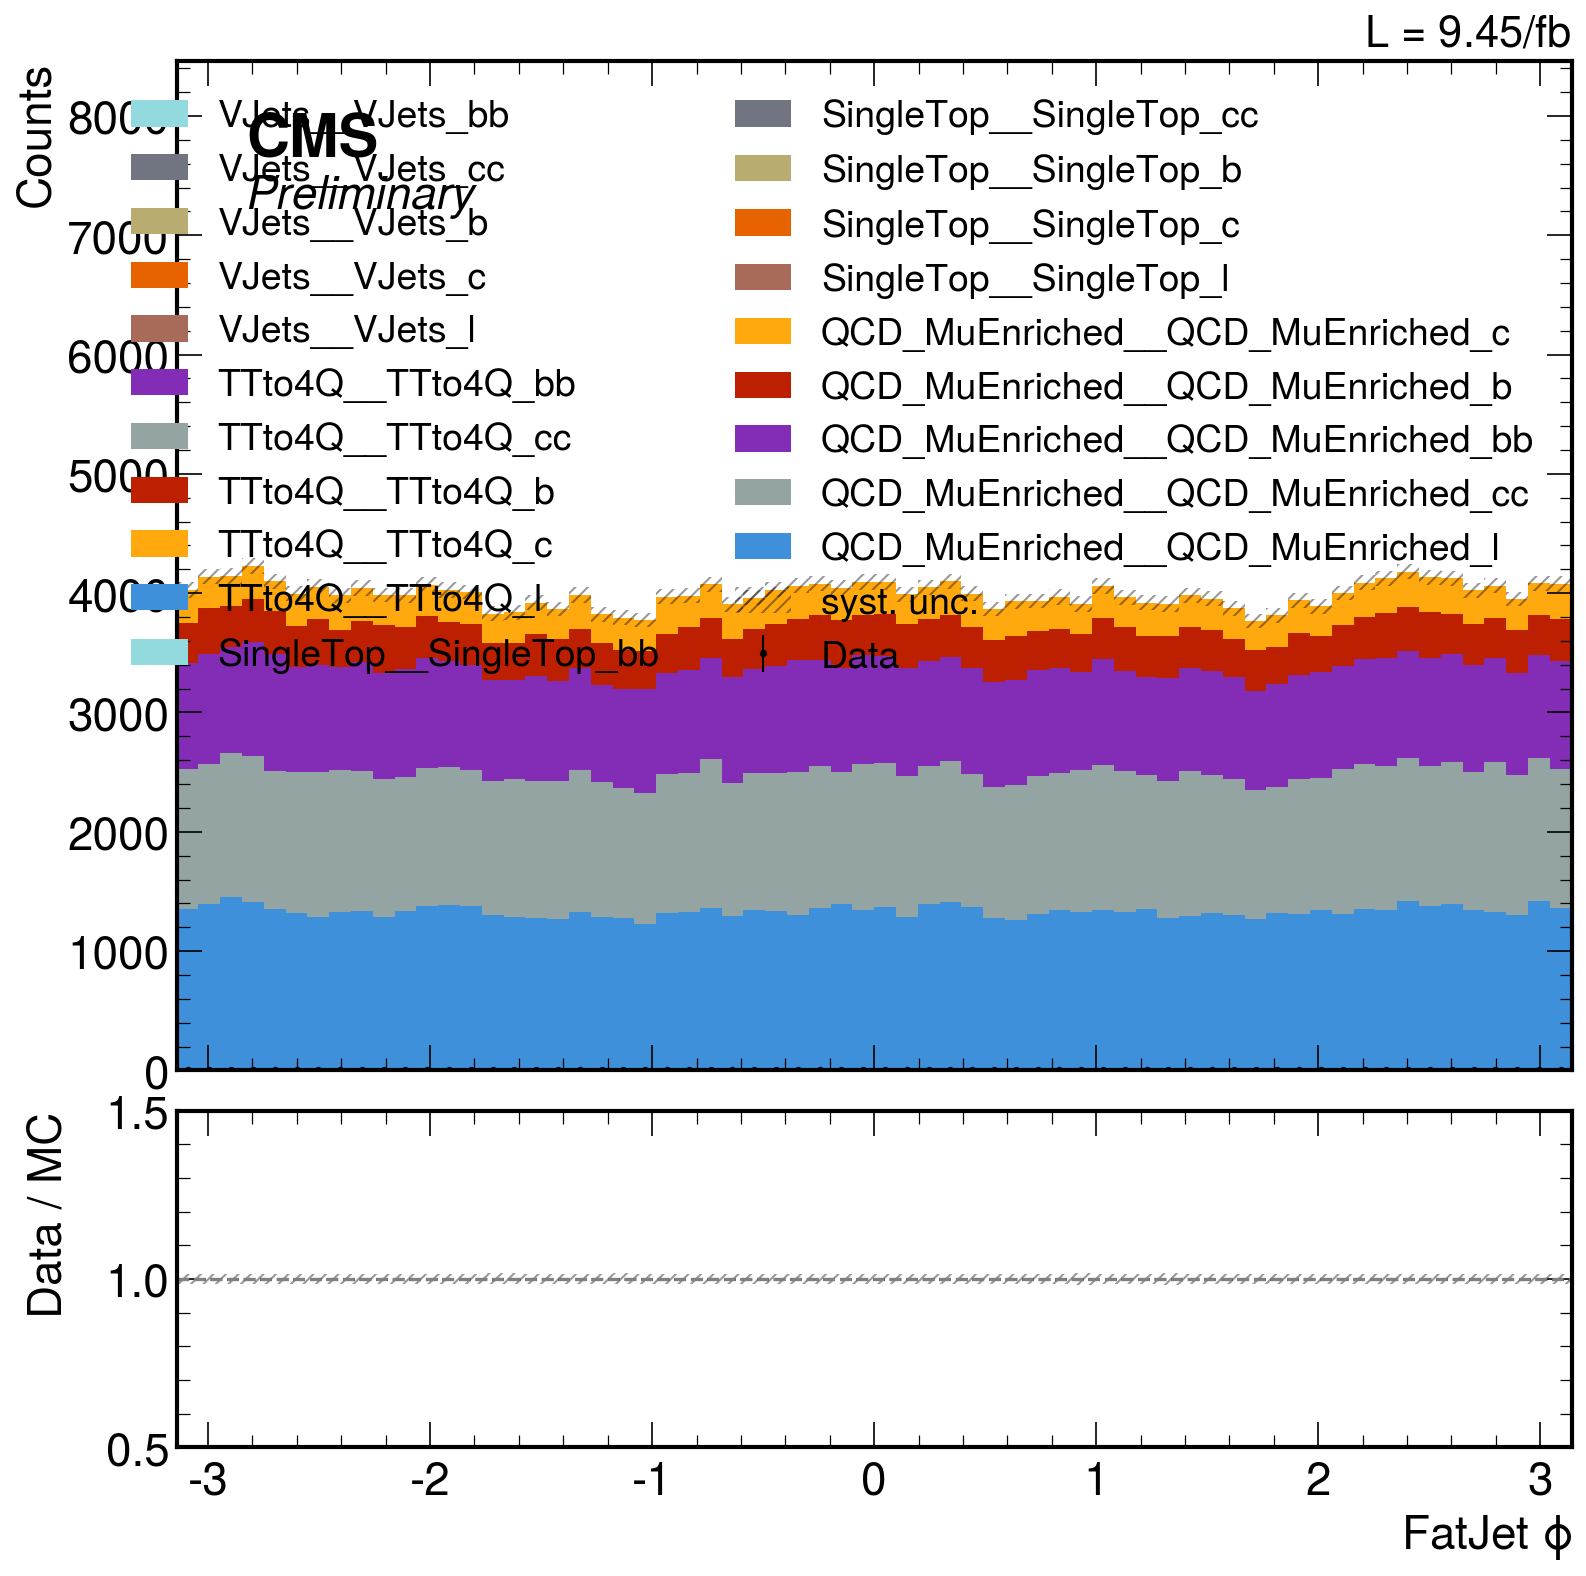 L = 9.45/fb
Counts
8000
7000
6000
5000
4000
3000
2000
1000
0
CMS
Preliminary
VJets__VJets_bb
VJets__VJets_cc
VJets__VJets_b
VJets__VJets_c
VJets__VJets_l
TTto4Q__TTto4Q_bb
TTto4Q__TTto4Q_cc
TTto4Q__TTto4Q_b
TTto4Q__TTto4Q_c
TTto4Q__TTto4Q_l
SingleTop__SingleTop_bb
SingleTop__SingleTop_cc
SingleTop__SingleTop_b
SingleTop__SingleTop_c
SingleTop__SingleTop_l
QCD_MuEnriched__QCD_MuEnriched_c
QCD_MuEnriched__QCD_MuEnriched_b
QCD_MuEnriched__QCD_MuEnriched_bb
QCD_MuEnriched__QCD_MuEnriched_cc
QCD_MuEnriched__QCD_MuEnriched_l
syst. unc.
Data
Data / MC
1.5
1.0
0.5
-3 -2 -1 0 1 2 3
FatJet ϕ